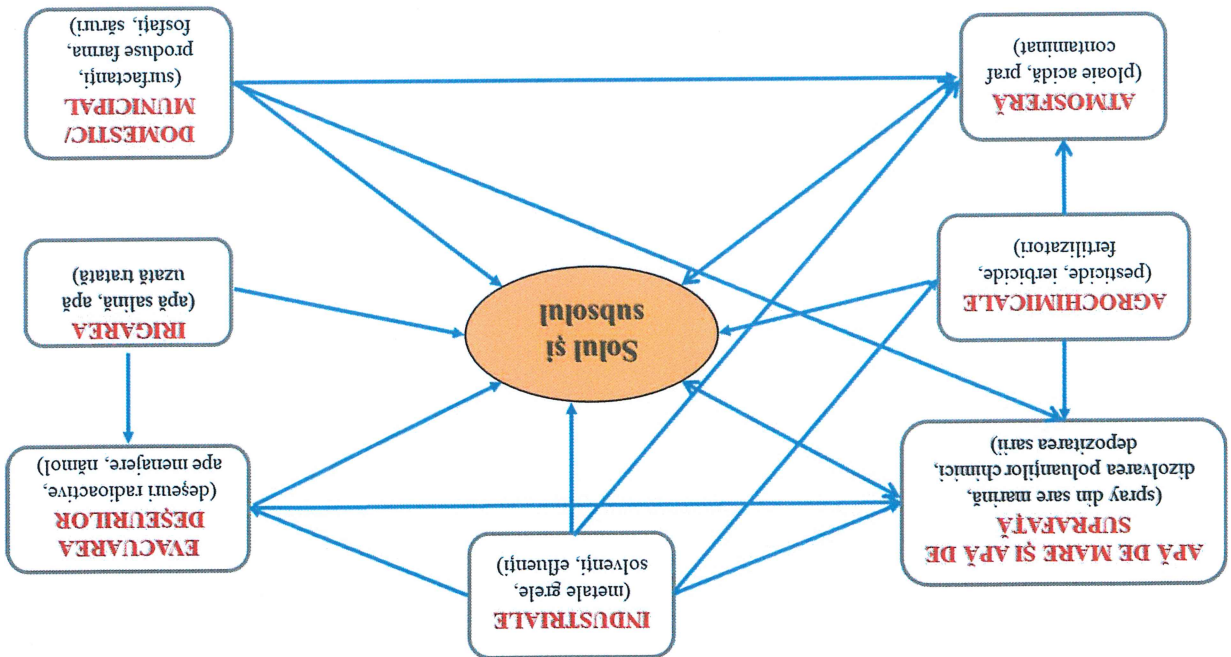 APĂ DE MARE ȘI APĂ DE
SUPRAFAȚĂ
(spray din sare marină,
dizolvarea poluanților chimici,
depozitarea sarii)
INDUSTRIALE
(metale grele,
solvenți, efluenți)
EVACUAREA
DEȘEURILOR
(deșeuri radioactive,
ape menajere, nămol)
AGROCHIMICALE
(pesticide, ierbicide,
fertilizatori)
Solul și
subsolul
IRIGAREA
(apă salină, apă
uzată tratată)
ATMOSFERĂ
(ploaie acidă, praf
contaminat)
DOMESTIC/
MUNICIPAL
(surfactanți,
produse farma,
fosfați, săruri)